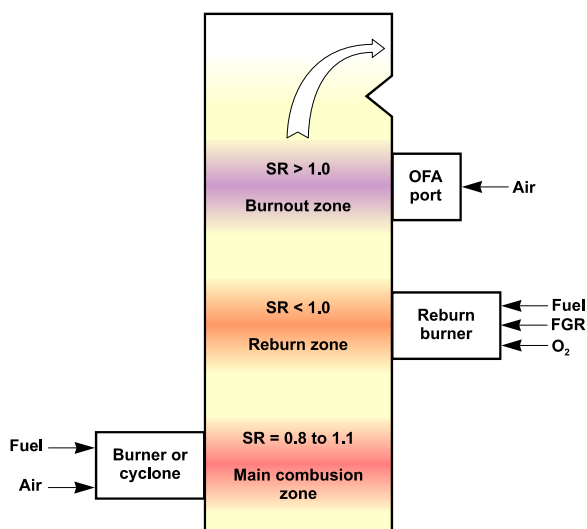 SR > 1.0
Burnout zone
OFA
port
Air
SR < 1.0
Reburn zone
Reburn
burner
Fuel
FGR
O₂
Fuel
Air
Burner or
cyclone
SR = 0.8 to 1.1
Main combusion
zone